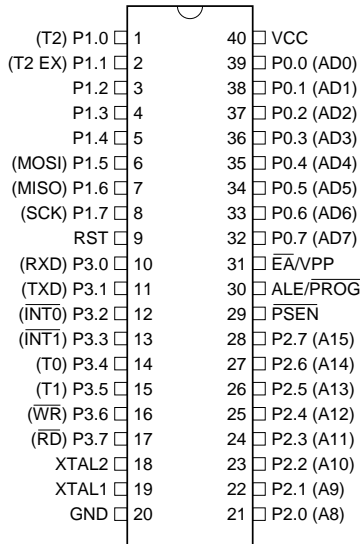 (T2) P1.0 1 40 VCC
(T2 EX) P1.1 2 39 P0.0 (AD0)
P1.2 3 38 P0.1 (AD1)
P1.3 4 37 P0.2 (AD2)
P1.4 5 36 P0.3 (AD3)
(MOSI) P1.5 6 35 P0.4 (AD4)
(MISO) P1.6 7 34 P0.5 (AD5)
(SCK) P1.7 8 33 P0.6 (AD6)
RST 9 32 P0.7 (AD7)
(RXD) P3.0 10 31 E̅A̅/VPP
(TXD) P3.1 11 30 ALE/P̅R̅O̅G̅
(I̅N̅T̅0̅) P3.2 12 29 P̅S̅E̅N̅
(I̅N̅T̅1̅) P3.3 13 28 P2.7 (A15)
(T0) P3.4 14 27 P2.6 (A14)
(T1) P3.5 15 26 P2.5 (A13)
(W̅R̅) P3.6 16 25 P2.4 (A12)
(R̅D̅) P3.7 17 24 P2.3 (A11)
XTAL2 18 23 P2.2 (A10)
XTAL1 19 22 P2.1 (A9)
GND 20 21 P2.0 (A8)